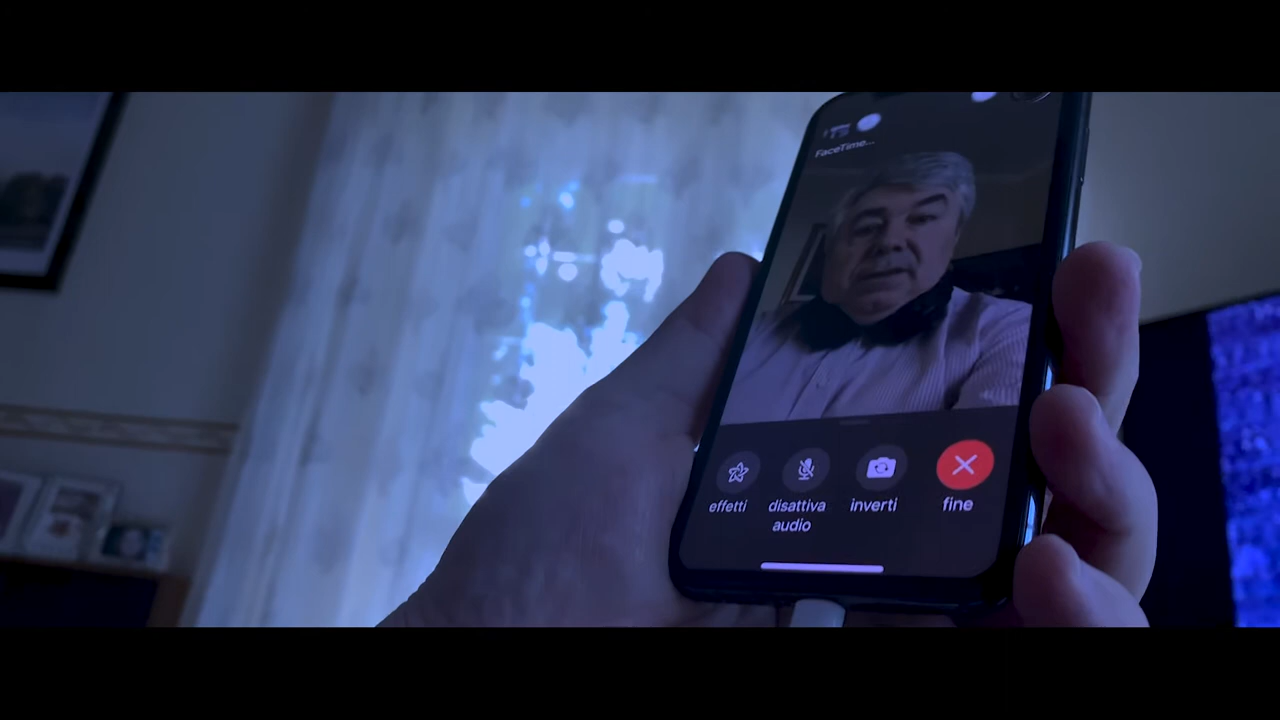 FaceTime...
effetti
disattiva
audio
inverti
fine